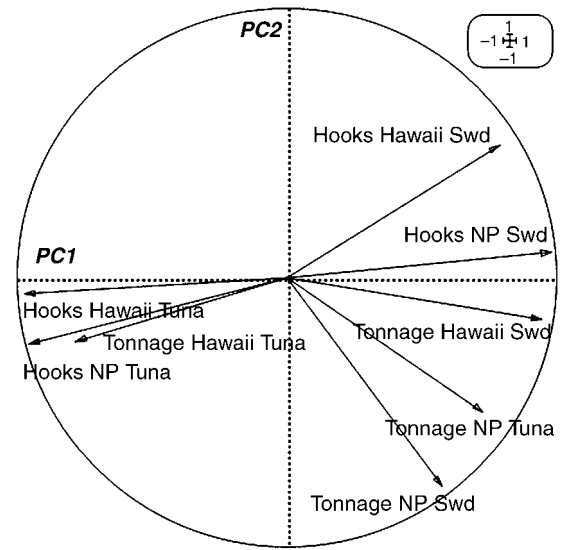 PC2
1
−1 1
−1
Hooks Hawaii Swd
Hooks NP Swd
PC1
Hooks Hawaii Tuna
Tonnage Hawaii Swd
Tonnage Hawaii Tuna
Hooks NP Tuna
Tonnage NP Tuna
Tonnage NP Swd